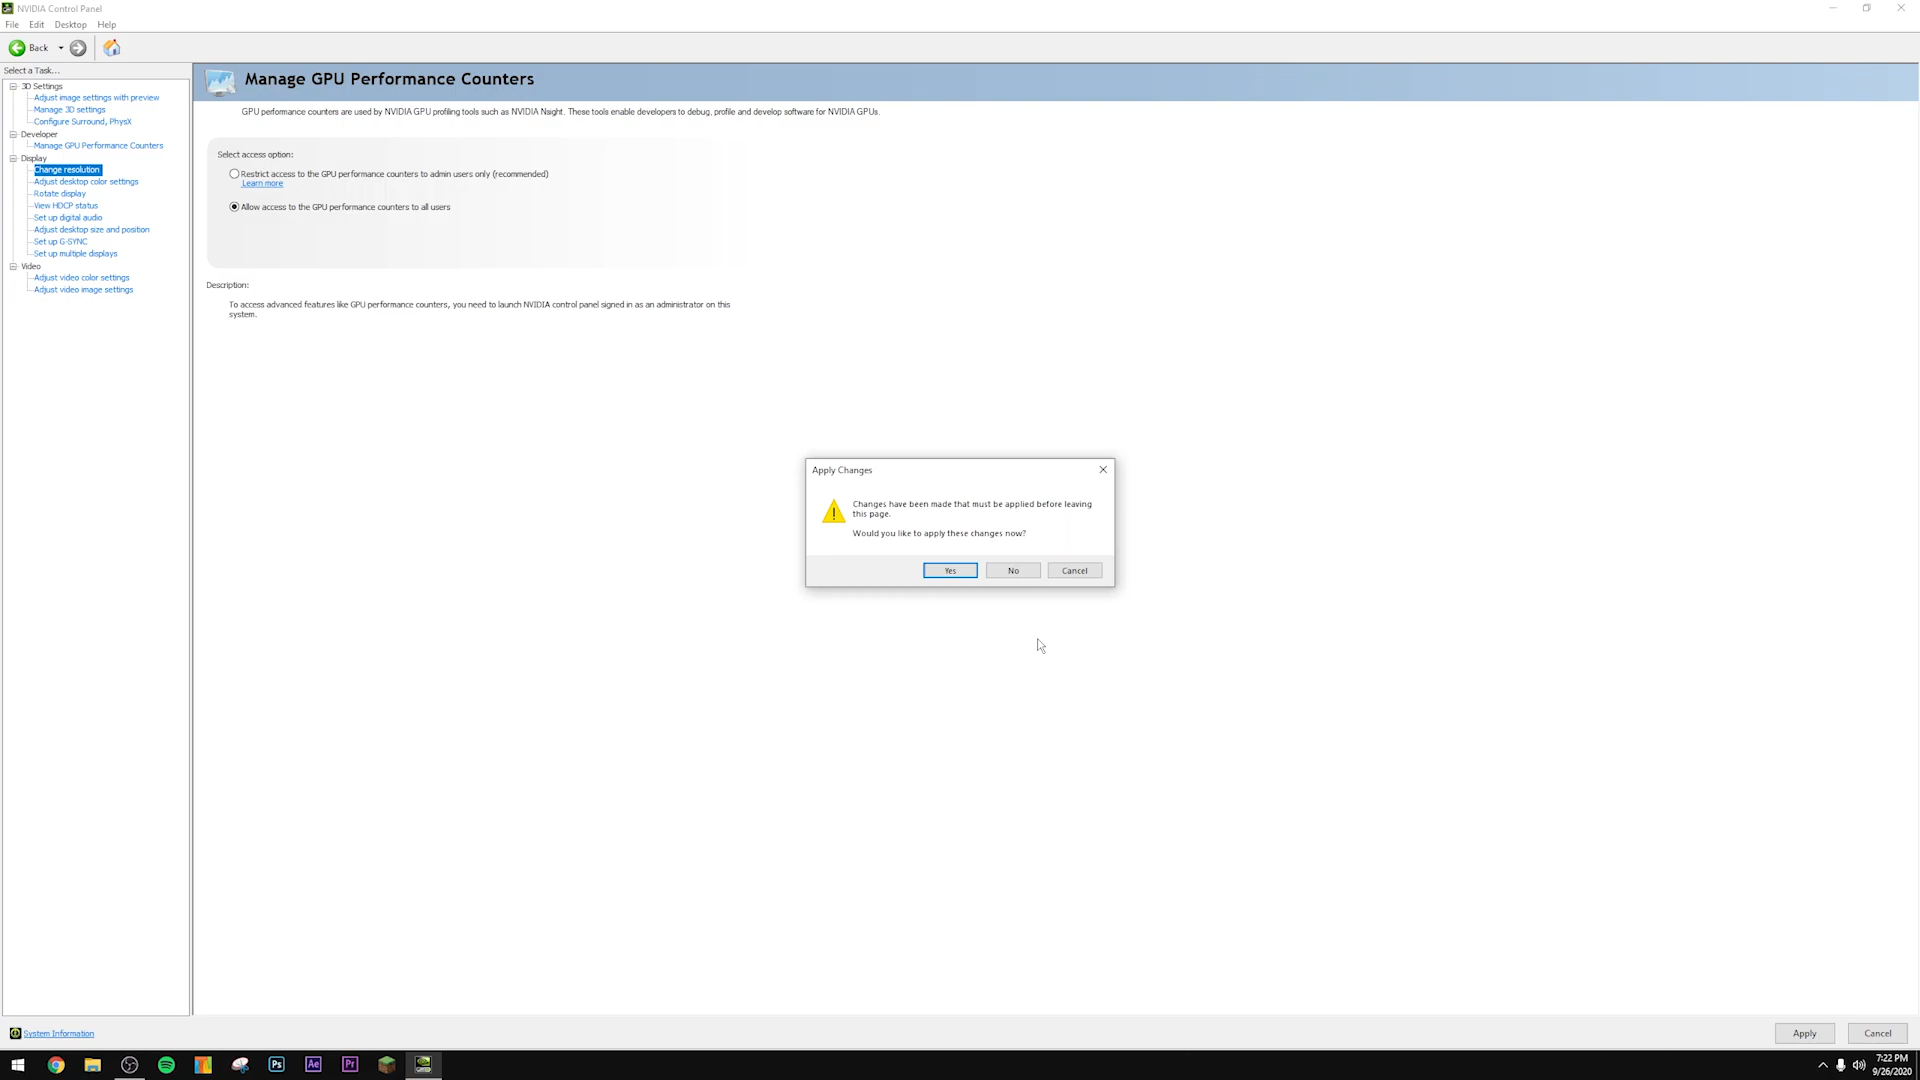 NVIDIA Control Panel
File Edit Desktop Help
Back
Select a Task...
3D Settings
Adjust image settings with preview
Manage 3D settings
Configure Surround, PhysX
Developer
Manage GPU Performance Counters
Display
Change resolution
Adjust desktop color settings
Rotate display
View HDCP status
Set up digital audio
Adjust desktop size and position
Set up G-SYNC
Set up multiple displays
Video
Adjust video color settings
Adjust video image settings
Manage GPU Performance Counters
GPU performance counters are used by NVIDIA GPU profiling tools such as NVIDIA Nsight. These tools enable developers to debug, profile and develop software for NVIDIA GPUs.
Select access option:
Restrict access to the GPU performance counters to admin users only (recommended)
Learn more
Allow access to the GPU performance counters to all users
Description:
To access advanced features like GPU performance counters, you need to launch NVIDIA control panel signed in as an administrator on this
system.
Apply Changes
Changes have been made that must be applied before leaving
this page.
Would you like to apply these changes now?
Yes No Cancel
System Information
Apply Cancel
Ps Ae Pr
7:22 PM
9/26/2020